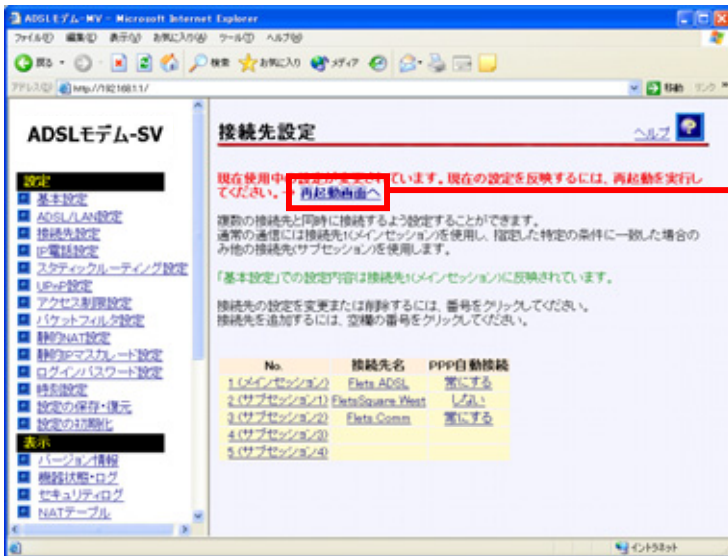 ADSLモデム-SV - Microsoft Internet Explorer
ファイル(F) 編集(E) 表示(V) お気に入り(A) ツール(T) ヘルプ(H)
戻る 検索 お気に入り メディア
アドレス(D) http://192.168.1.1/ 移動 リンク
ADSLモデム-SV
設定
基本設定
ADSL/LAN設定
接続先設定
IP電話設定
スタティックルーティング設定
UPnP設定
アクセス制限設定
パケットフィルタ設定
静的NAT設定
静的IPマスカレード設定
ログインパスワード設定
時刻設定
設定の保存・復元
設定の初期化
表示
バージョン情報
機器状態・ログ
セキュリティログ
NATテーブル
接続先設定
ヘルプ
現在使用中の設定が変更されています。現在の設定を反映するには、再起動を実行し
てください。→ 再起動画面へ
複数の接続先と同時に接続するよう設定することができます。
通常の通信には接続先1(メインセッション)を使用し、指定した特定の条件に一致した場合の
み他の接続先(サブセッション)を使用します。
「基本設定」での設定内容は接続先1(メインセッション)に反映されています。
接続先の設定を変更または削除するには、番号をクリックしてください。
接続先を追加するには、空欄の番号をクリックしてください。
No. 接続先名 PPP自動接続
1(メインセッション) Flets ADSL 常にする
2(サブセッション1) FletsSquare West しない
3(サブセッション2) Flets Comm 常にする
4(サブセッション3)
5(サブセッション4)
イントラネット